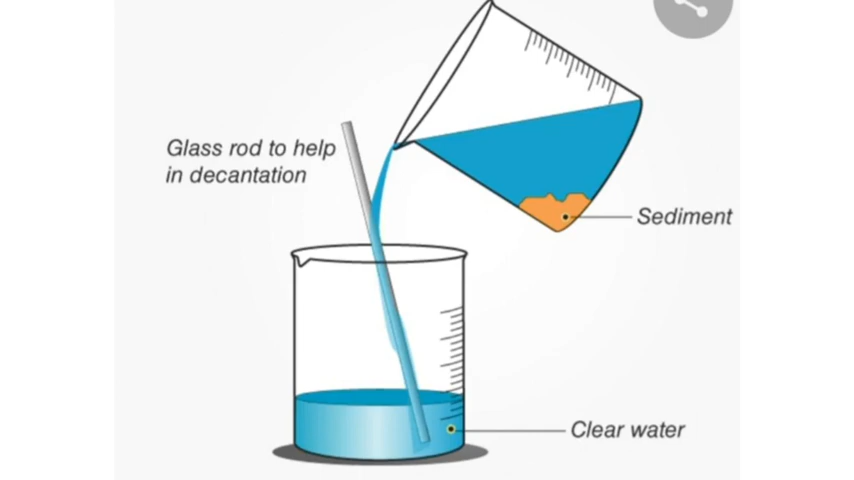 Glass rod to help
in decantation
Sediment
Clear water